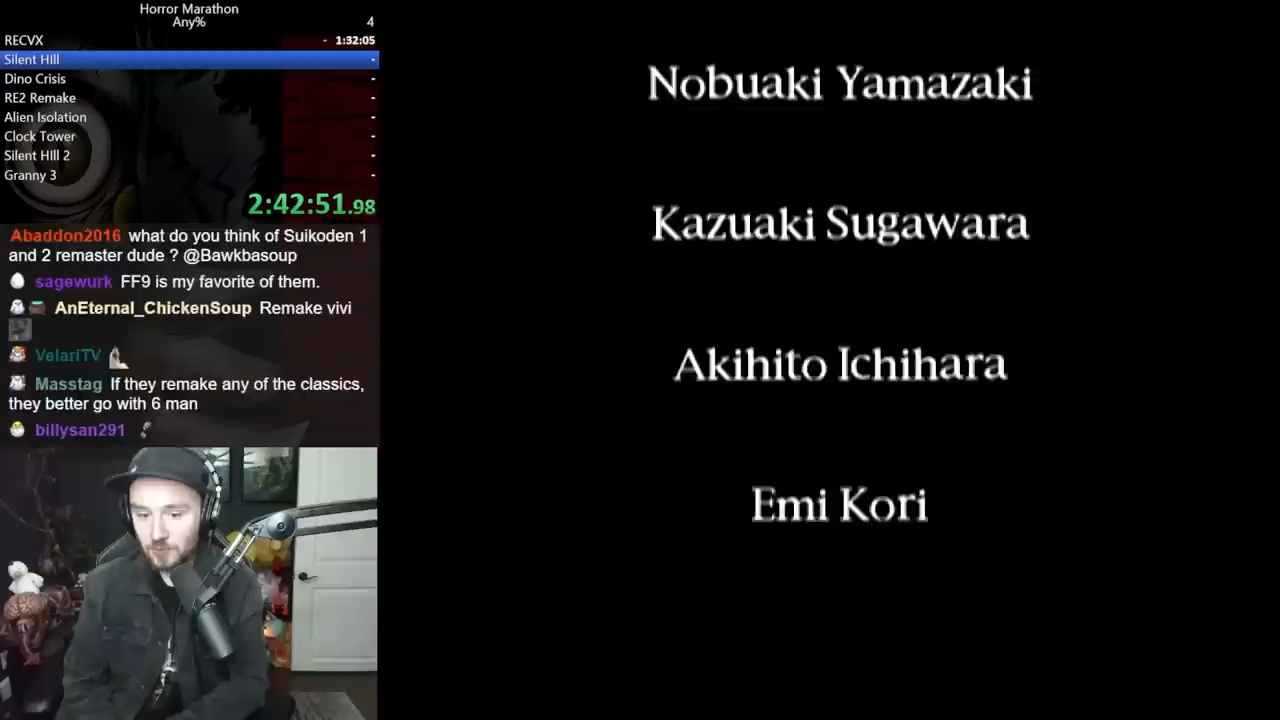 Horror Marathon
Any%
4
RECVX - 1:32:05
Silent HIll -
Dino Crisis -
RE2 Remake -
Alien Isolation -
Clock Tower -
Silent HIll 2 -
Granny 3 -
2:42:51.98
Abaddon2016 what do you think of Suikoden 1
and 2 remaster dude ? @Bawkbasoup
sagewurk FF9 is my favorite of them.
AnEternal_ChickenSoup Remake vivi
VelariTV
Masstag If they remake any of the classics,
they better go with 6 man
billysan291
Nobuaki Yamazaki
Kazuaki Sugawara
Akihito Ichihara
Emi Kori